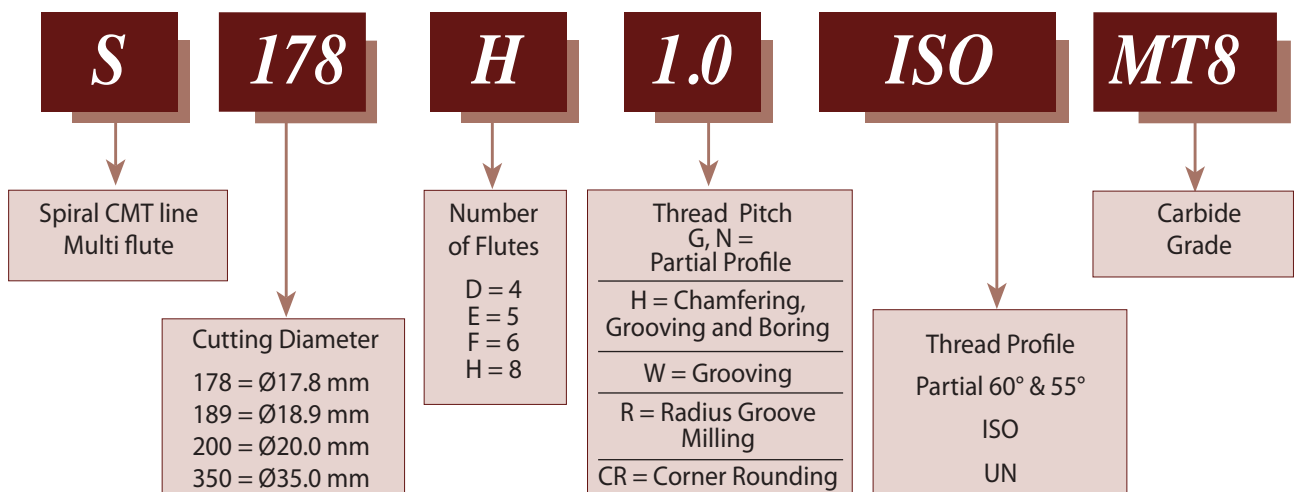 S 178 H 1.0 ISO MT8
Spiral CMT line
Multi flute
Cutting Diameter
178 = Ø17.8 mm
189 = Ø18.9 mm
200 = Ø20.0 mm
350 = Ø35.0 mm
Number
of Flutes
D = 4
E = 5
F = 6
H = 8
Thread Pitch
G, N =
Partial Profile
H = Chamfering,
Grooving and Boring
W = Grooving
R = Radius Groove
Milling
CR = Corner Rounding
Thread Profile
Partial 60° & 55°
ISO
UN
Carbide
Grade